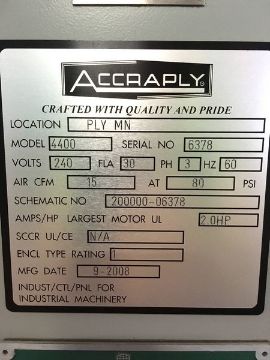 ACCRAPLY®
CRAFTED WITH QUALITY AND PRIDE
LOCATION PLY MN
MODEL 4400 SERIAL NO 6378
VOLTS 240 FLA 30 PH 3 HZ 60
AIR CFM 15 AT 80 PSI
SCHEMATIC NO 200000-06378
AMPS/HP LARGEST MOTOR UL 2.0HP
SCCR UL/CE N/A
ENCL TYPE RATING 1
MFG DATE 9-2008
INDUST/CTL/PNL FOR
INDUSTRIAL MACHINERY